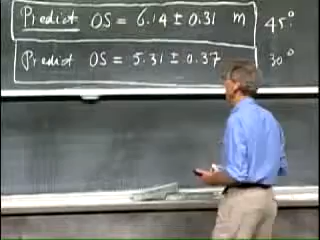 Predict OS = 6.14 ± 0.31 m 45°
Predict OS = 5.31 ± 0.37 30°